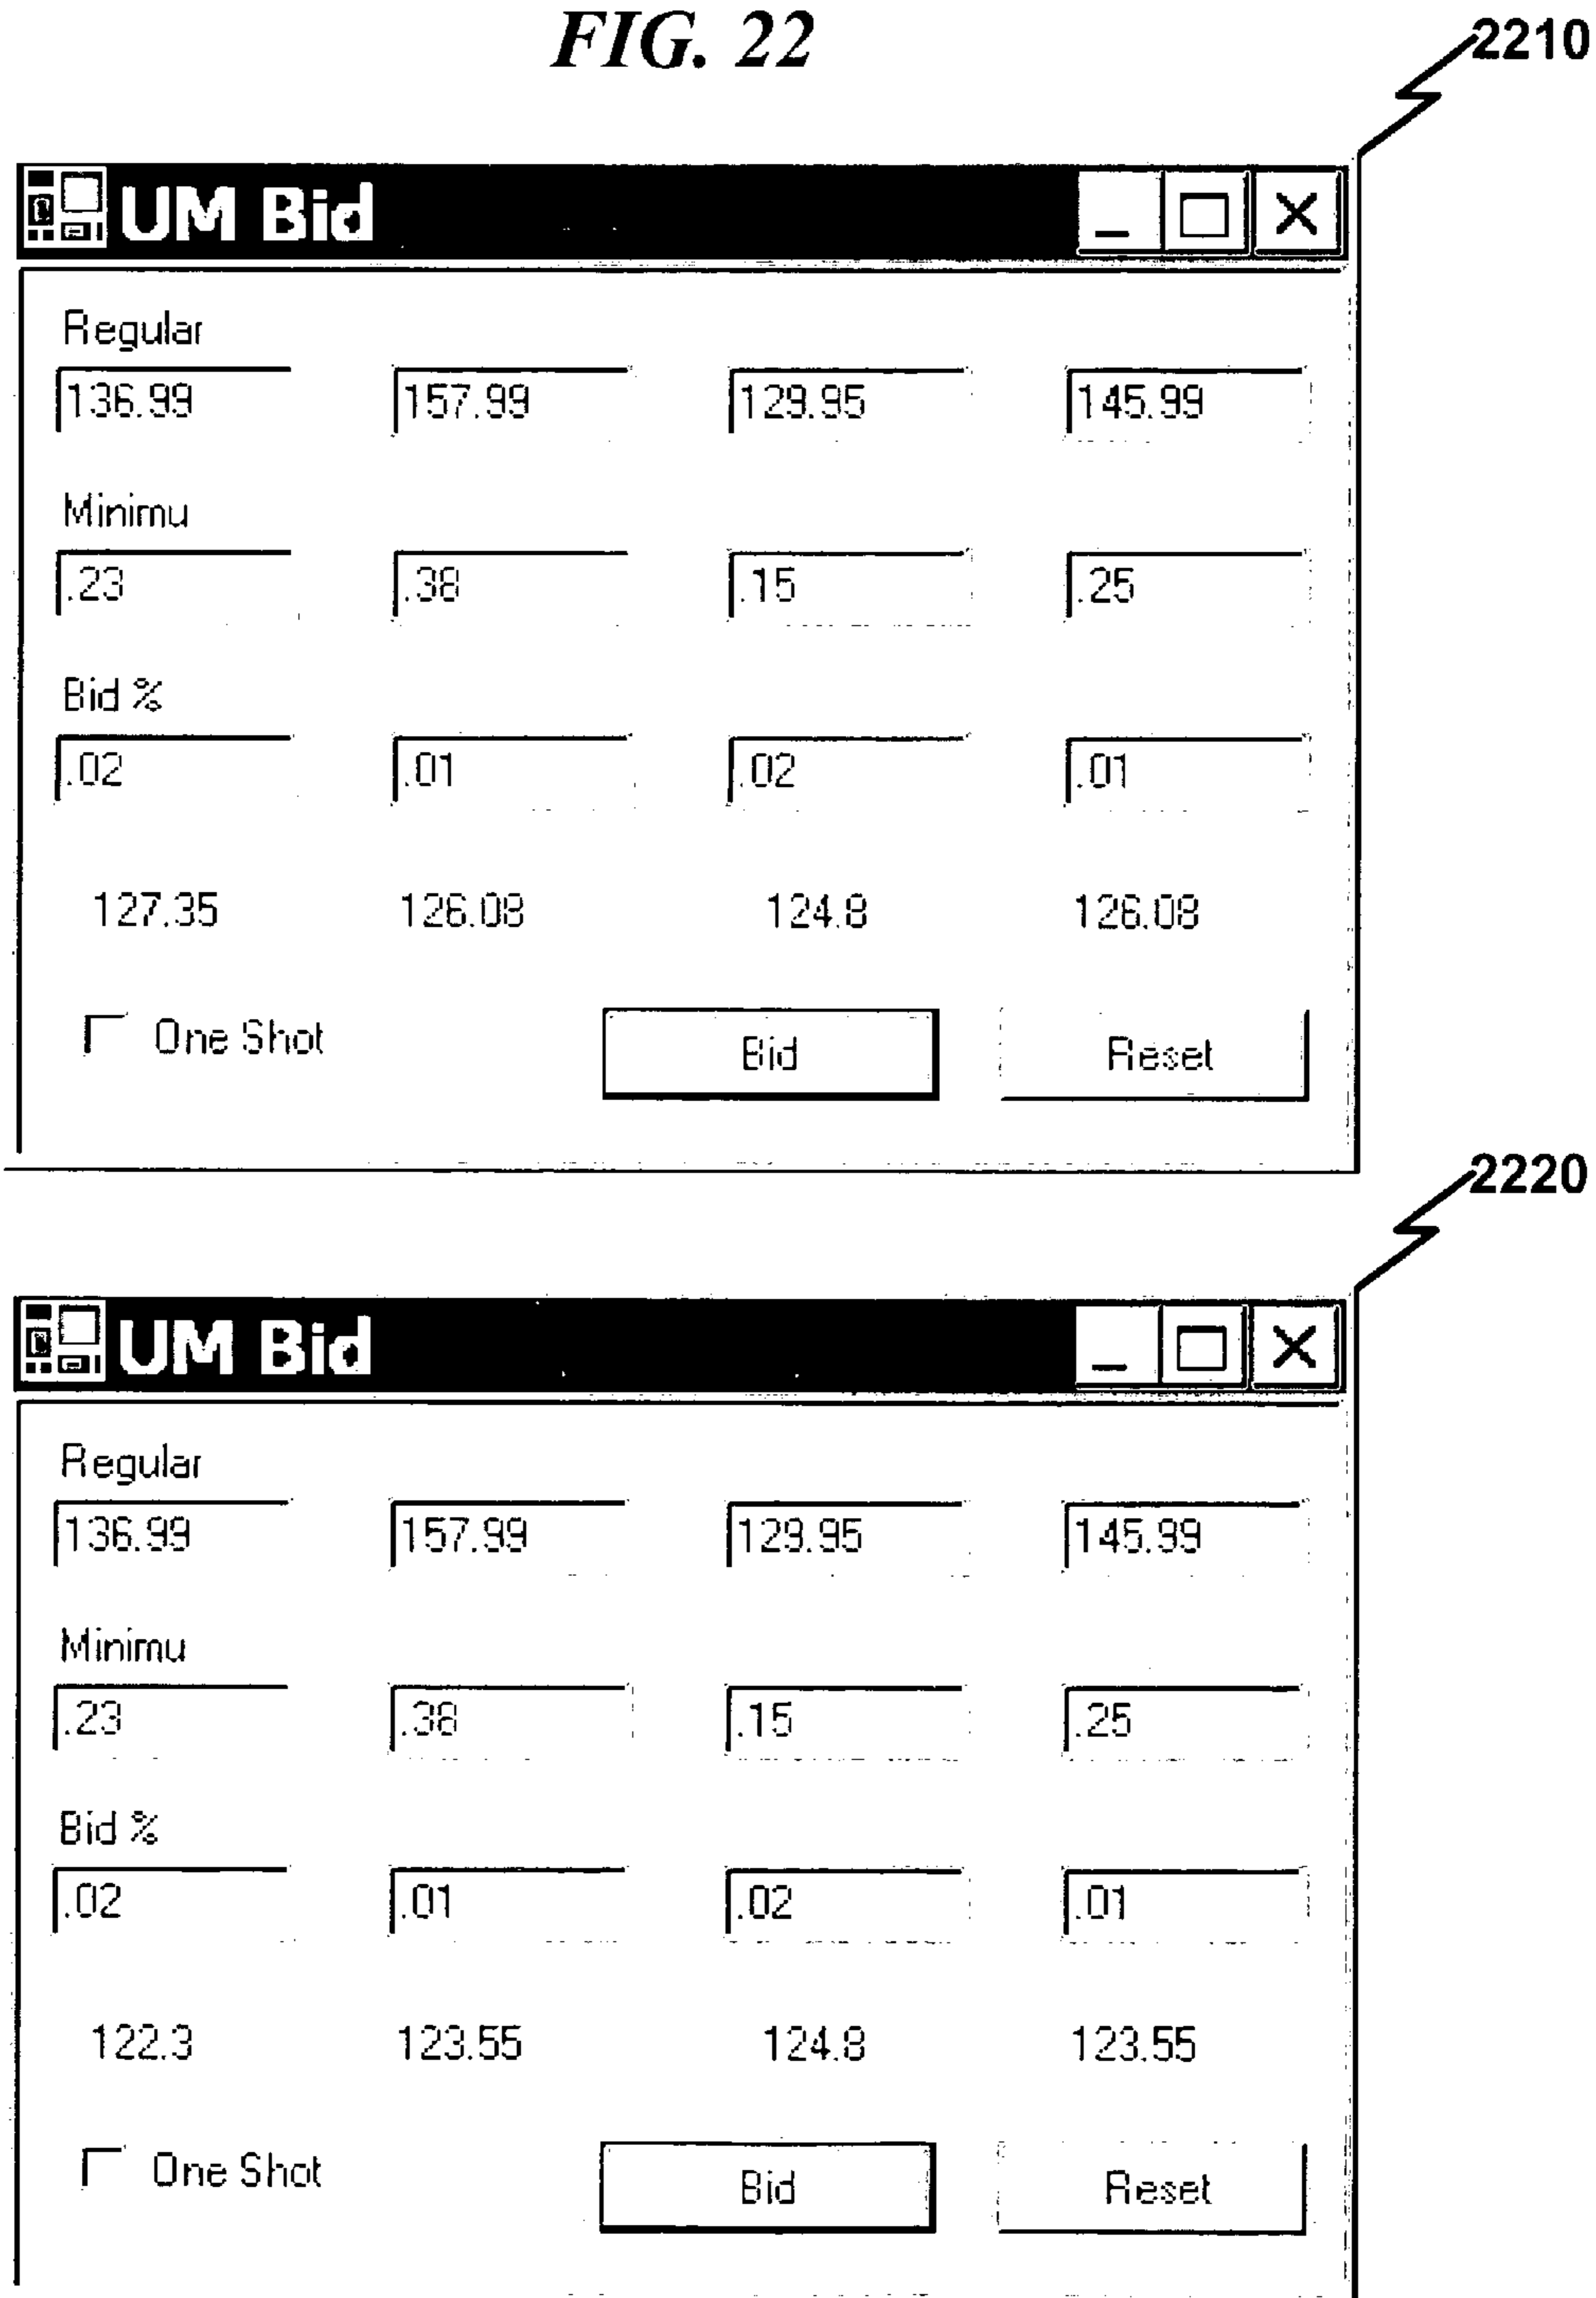 FIG. 22
2210
UM Bid
Regular
136.99 157.99 129.95 145.99
Minimu
.23 .38 .15 .25
Bid %
.02 .01 .02 .01
127.35 126.08 124.8 126.08
One Shot Bid Reset
2220
UM Bid
Regular
136.99 157.99 129.95 145.99
Minimu
.23 .38 .15 .25
Bid %
.02 .01 .02 .01
122.3 123.55 124.8 123.55
One Shot Bid Reset